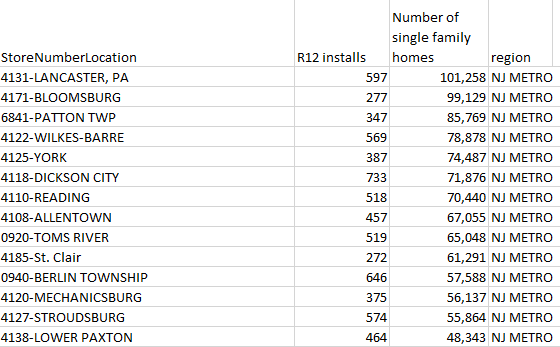 StoreNumberLocation R12 installs Number of single family homes region
4131-LANCASTER, PA 597 101,258 NJ METRO
4171-BLOOMSBURG 277 99,129 NJ METRO
6841-PATTON TWP 347 85,769 NJ METRO
4122-WILKES-BARRE 569 78,878 NJ METRO
4125-YORK 387 74,487 NJ METRO
4118-DICKSON CITY 733 71,876 NJ METRO
4110-READING 518 70,440 NJ METRO
4108-ALLENTOWN 457 67,055 NJ METRO
0920-TOMS RIVER 519 65,048 NJ METRO
4185-St. Clair 272 61,291 NJ METRO
0940-BERLIN TOWNSHIP 646 57,588 NJ METRO
4120-MECHANICSBURG 375 56,137 NJ METRO
4127-STROUDSBURG 574 55,864 NJ METRO
4138-LOWER PAXTON 464 48,343 NJ METRO